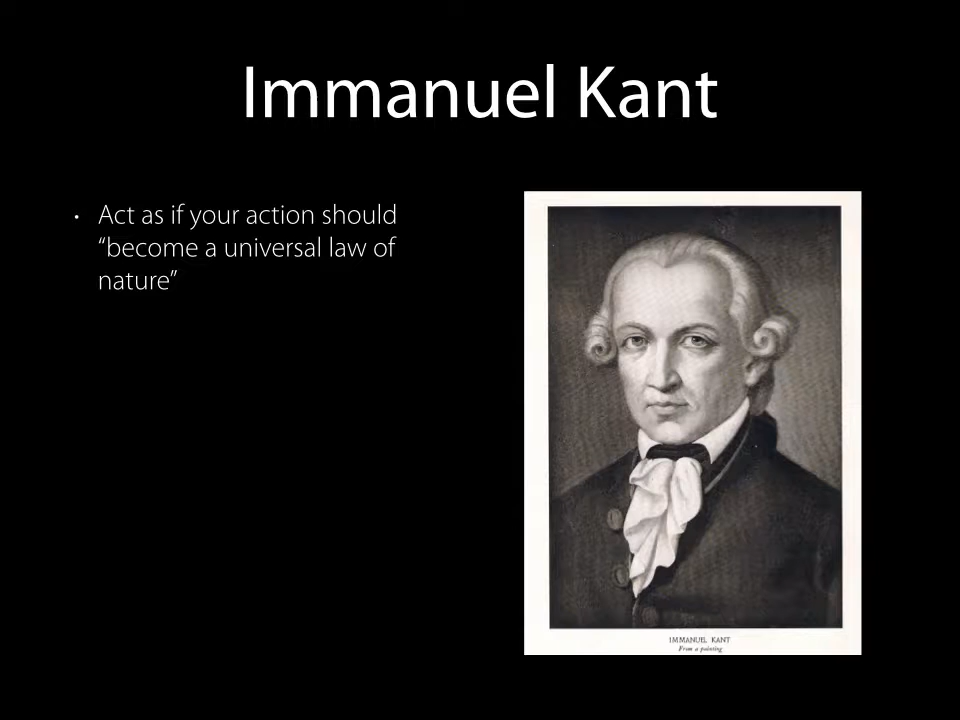 Immanuel Kant
• Act as if your action should
“become a universal law of
nature”
IMMANUEL KANT
From a painting